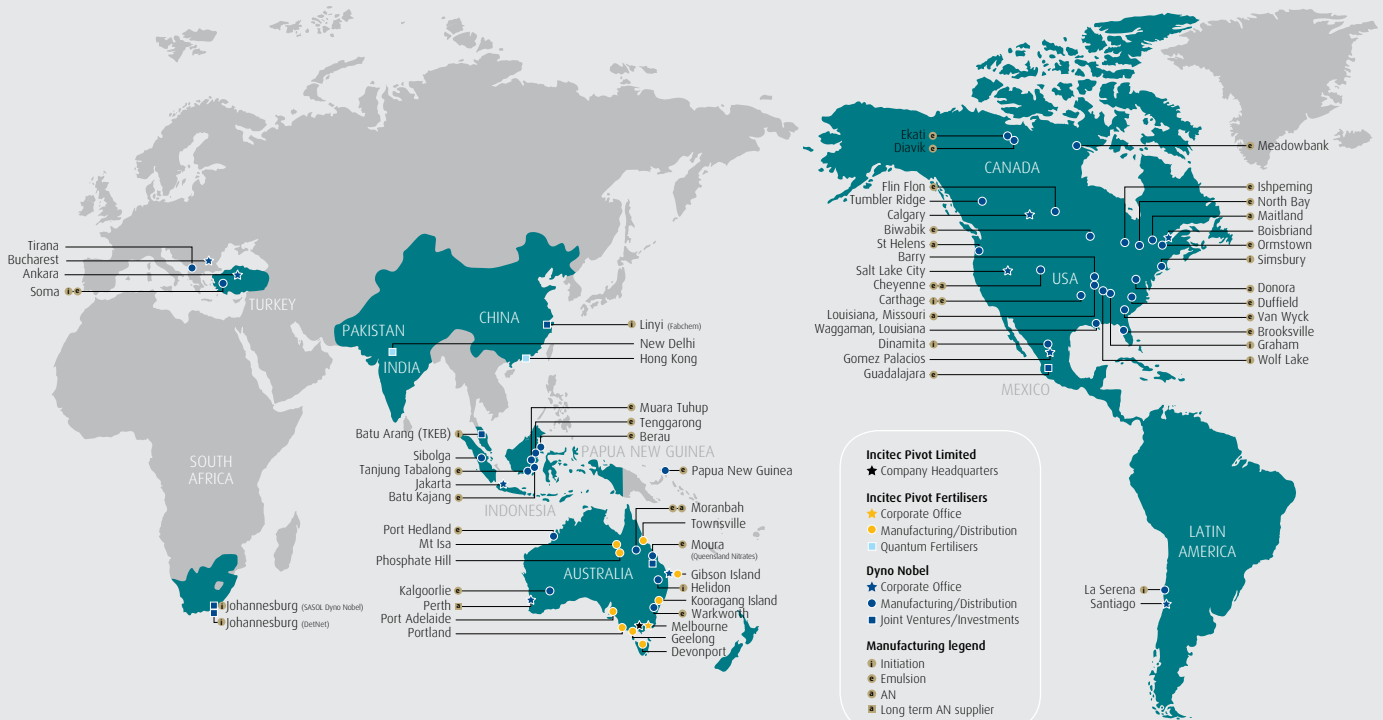 Tirana
Bucharest
Ankara
Soma i e
TURKEY
PAKISTAN
INDIA
CHINA
i Linyi (Fabchem)
New Delhi
Hong Kong
SOUTH
AFRICA
i Johannesburg (SASOL Dyno Nobel)
i Johannesburg (DetNet)
Batu Arang (TKEB) i
Sibolga
Tanjung Tabalong e
Jakarta
Batu Kajang e
INDONESIA
e Muara Tuhup
e Tenggarong
e Berau
PAPUA NEW GUINEA
e Papua New Guinea
Port Hedland e
Mt Isa
Phosphate Hill
Kalgoorlie e
Perth a
Port Adelaide
Portland
AUSTRALIA
e a Moranbah
Townsville
e Moura
(Queensland Nitrates)
Gibson Island
i Helidon
Kooragang Island
e Warkworth
Melbourne
Geelong
Devonport
Ekati e
Diavik e
CANADA
Flin Flon e
Tumbler Ridge
Calgary
Biwabik e
St Helens a
Barry
Salt Lake City
Cheyenne e a
Carthage i e
Louisiana, Missouri a
Waggaman, Louisiana
Dinamita i
Gomez Palacios
Guadalajara e
USA
MEXICO
e Meadowbank
e Ishpeming
e North Bay
a Maitland
Boisbriand
e Ormstown
i Simsbury
a Donora
e Duffield
e Van Wyck
e Brooksville
i Graham
i Wolf Lake
LATIN
AMERICA
La Serena i
Santiago
Incitec Pivot Limited
Company Headquarters
Incitec Pivot Fertilisers
Corporate Office
Manufacturing/Distribution
Quantum Fertilisers
Dyno Nobel
Corporate Office
Manufacturing/Distribution
Joint Ventures/Investments
Manufacturing legend
i Initiation
e Emulsion
a AN
a Long term AN supplier